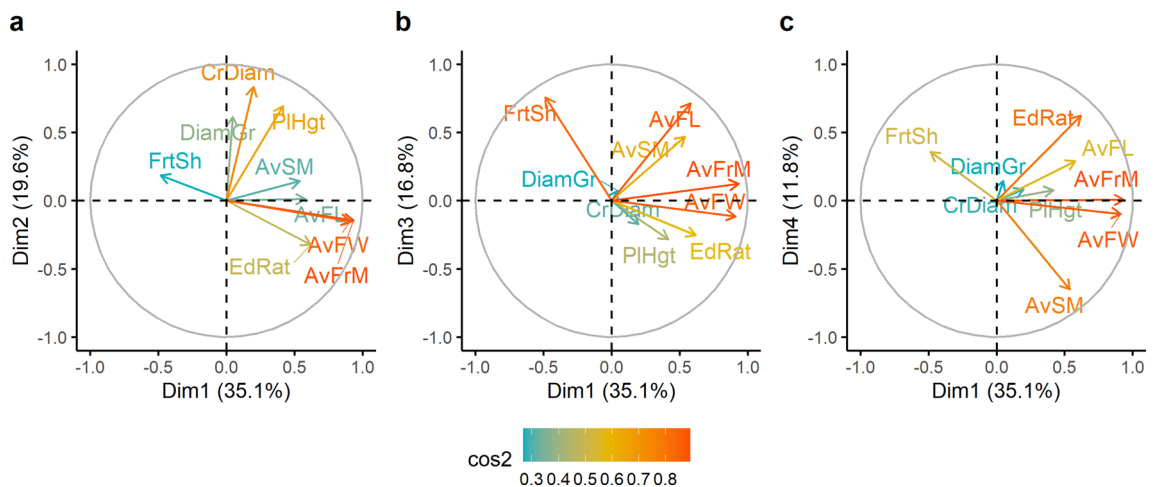 a
Dim2 (19.6%)
1.0
0.5
0.0
-0.5
-1.0
CrDiam
PlHgt
DiamGr
FrtSh
AvSM
AvFL
AvFW
EdRat
AvFrM
-1.0 -0.5 0.0 0.5 1.0
Dim1 (35.1%)
b
Dim3 (16.8%)
1.0
0.5
0.0
-0.5
-1.0
FrtSh
AvFL
AvSM
AvFrM
DiamGr
AvFW
CrDiam
PlHgt
EdRat
-1.0 -0.5 0.0 0.5 1.0
Dim1 (35.1%)
c
Dim4 (11.8%)
1.0
0.5
0.0
-0.5
-1.0
EdRat
FrtSh
AvFL
DiamGr
AvFrM
CrDiam
PlHgt
AvFW
AvSM
-1.0 -0.5 0.0 0.5 1.0
Dim1 (35.1%)
cos2
0.3 0.4 0.5 0.6 0.7 0.8